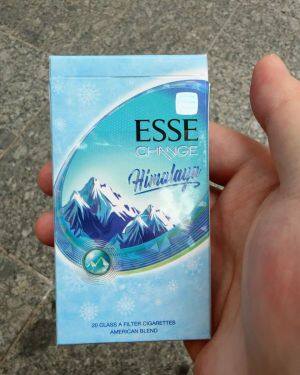 ESSE
CHANGE
Himalaya
20 CLASS A FILTER CIGARETTES
AMERICAN BLEND